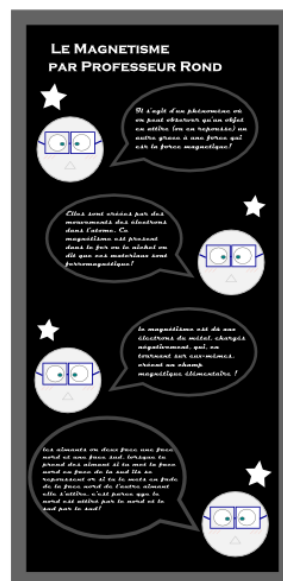 LE MAGNETISME
PAR PROFESSEUR ROND
Il s'agit d'un phénomène où
on peut observer qu'un objet
en attire (ou en repousse) un
autre grace à une force qui
est la force magnetique!
Elles sont créées par des
mouvements des électrons
dans l'atome. Ce
magnétisme est present
dans le fer ou le nickel on
dit que ces materiaux sont
ferromagnétique!
le magnétisme est dû aux
électrons du métal, chargés
négativement, qui, en
tournant sur eux-mêmes,
créent un champ
magnétique élémentaire !
les aimants on deux face une face
nord et une face sud. lorsque tu
prend des aimant si tu met la face
nord en face de la sud ils se
repoussent or si tu le mets en fade
de la face nord de l'autre aimant
elle s'attire, c'est parce que le
nord est attiré par le nord et le
sud par le sud!